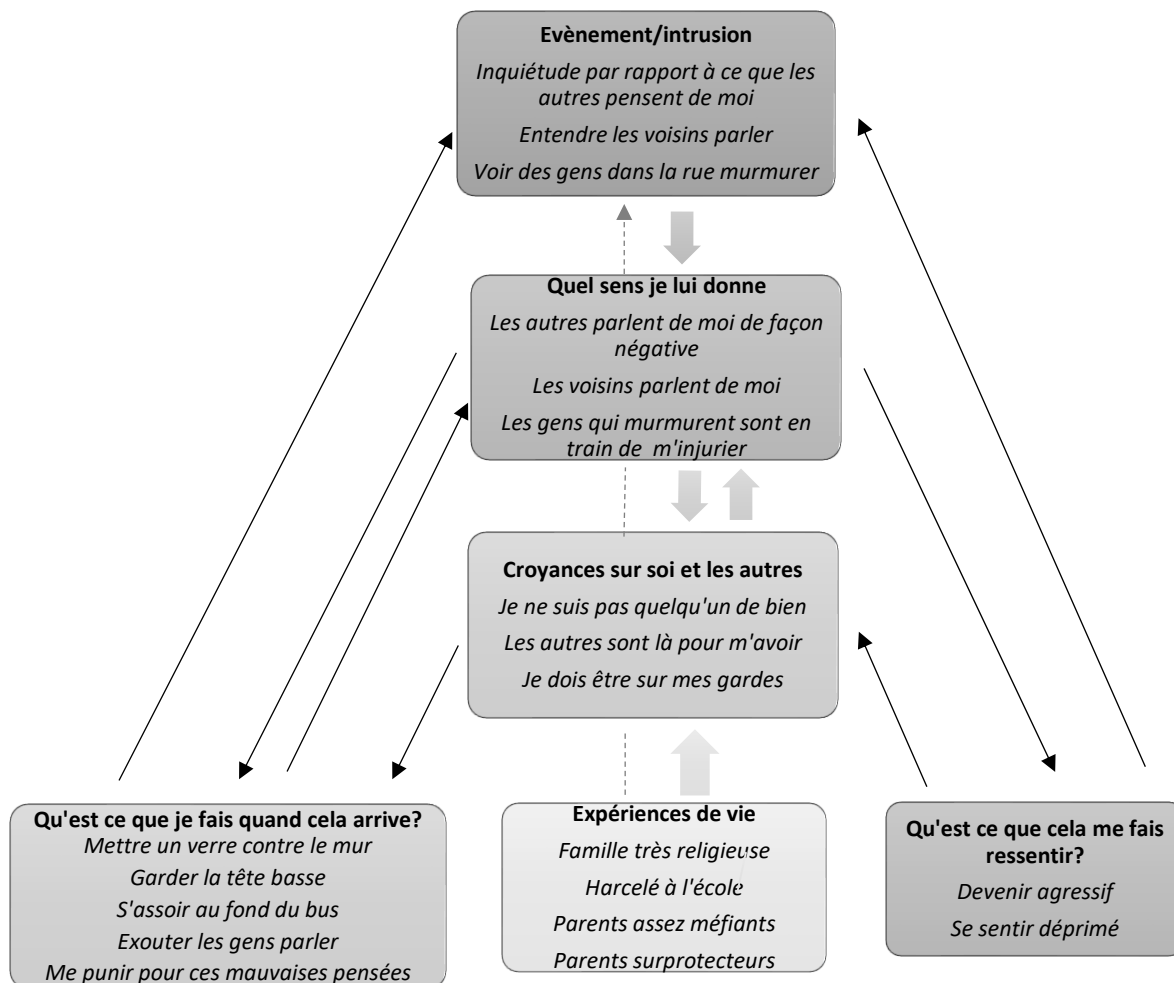 Evènement/intrusion
Inquiétude par rapport à ce que les
autres pensent de moi
Entendre les voisins parler
Voir des gens dans la rue murmurer
Quel sens je lui donne
Les autres parlent de moi de façon
négative
Les voisins parlent de moi
Les gens qui murmurent sont en
train de m'injurier
Croyances sur soi et les autres
Je ne suis pas quelqu'un de bien
Les autres sont là pour m'avoir
Je dois être sur mes gardes
Qu'est ce que je fais quand cela arrive?
Mettre un verre contre le mur
Garder la tête basse
S'assoir au fond du bus
Exouter les gens parler
Me punir pour ces mauvaises pensées
Expériences de vie
Famille très religieuse
Harcelé à l'école
Parents assez méfiants
Parents surprotecteurs
Qu'est ce que cela me fais
ressentir?
Devenir agressif
Se sentir déprimé